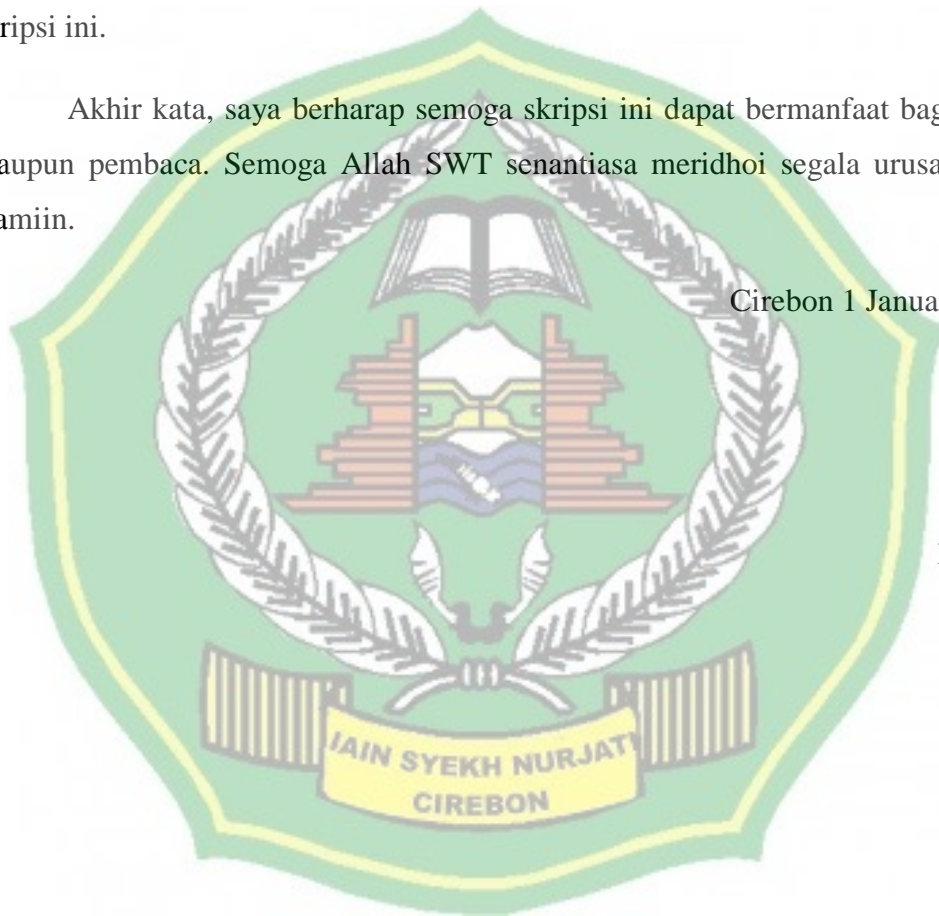 ripsi ini.
Akhir kata, saya berharap semoga skripsi ini dapat bermanfaat bag
aupun pembaca. Semoga Allah SWT senantiasa meridhoi segala urusa
amiin.
Cirebon 1 Janua
IAIN SYEKH NURJATI
CIREBON